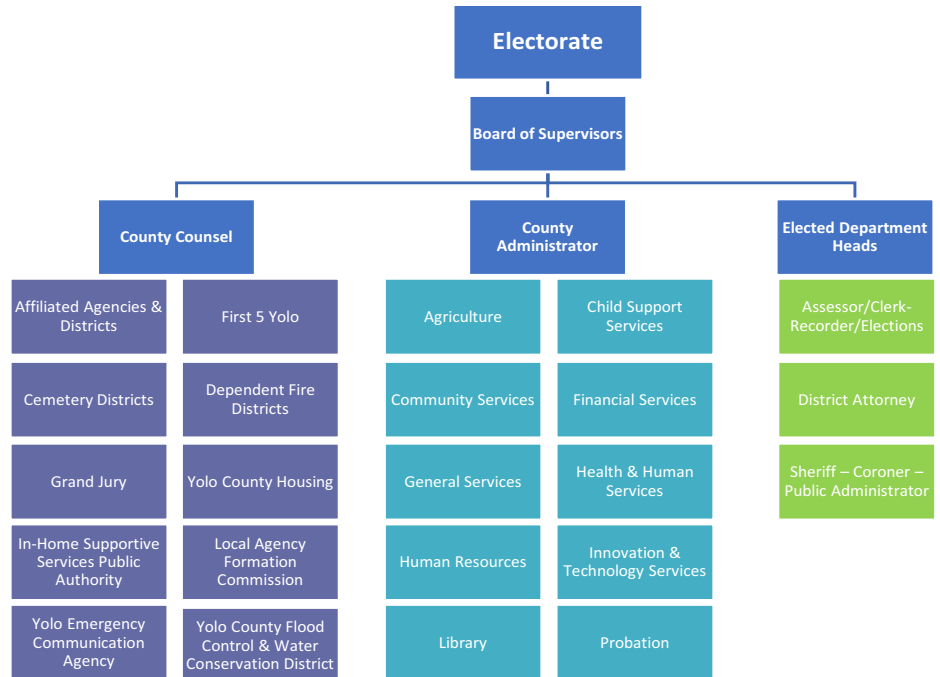 Electorate
Board of Supervisors
County Counsel
County
Administrator
Elected Department
Heads
Affiliated Agencies &
Districts
First 5 Yolo
Agriculture
Child Support
Services
Assessor/Clerk-
Recorder/Elections
Cemetery Districts
Dependent Fire
Districts
Community Services
Financial Services
District Attorney
Grand Jury
Yolo County Housing
General Services
Health & Human
Services
Sheriff – Coroner –
Public Administrator
In-Home Supportive
Services Public
Authority
Local Agency
Formation
Commission
Human Resources
Innovation &
Technology Services
Yolo Emergency
Communication
Agency
Yolo County Flood
Control & Water
Conservation District
Library
Probation